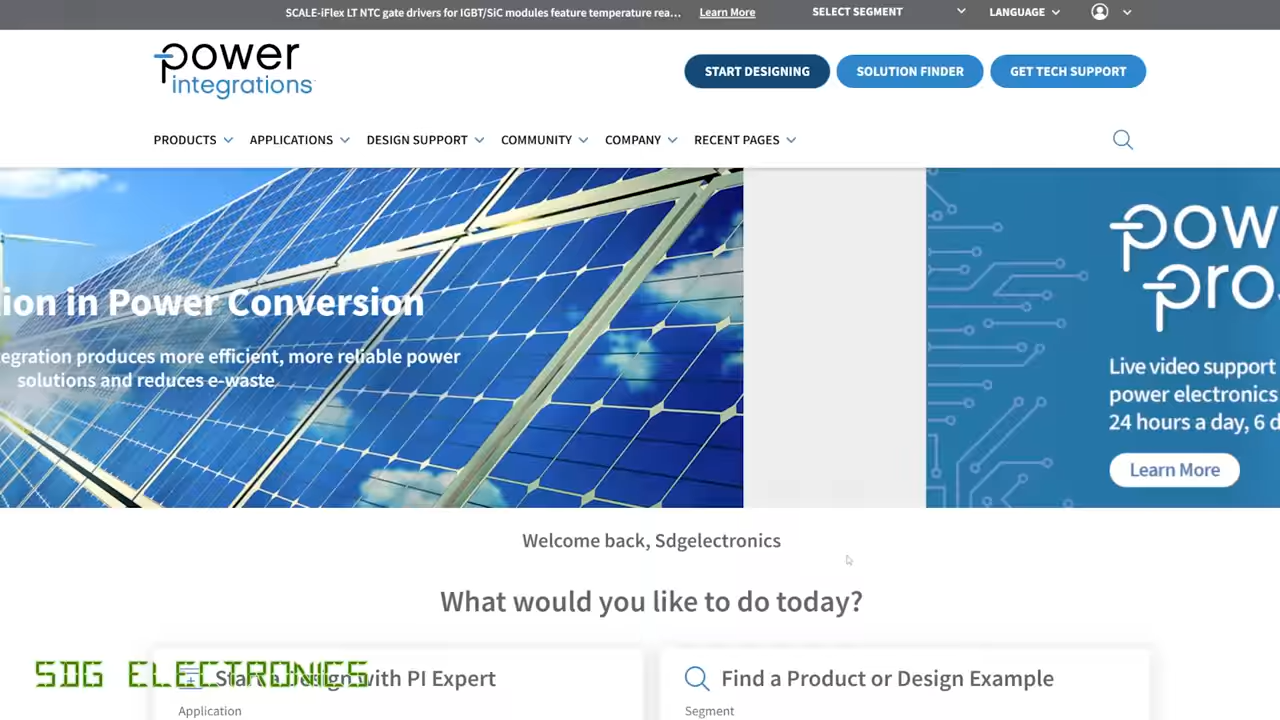 SCALE-iFlex LT NTC gate drivers for IGBT/SiC modules feature temperature rea... Learn More SELECT SEGMENT LANGUAGE
power
integrations
START DESIGNING SOLUTION FINDER GET TECH SUPPORT
PRODUCTS APPLICATIONS DESIGN SUPPORT COMMUNITY COMPANY RECENT PAGES
ion in Power Conversion
egration produces more efficient, more reliable power
solutions and reduces e-waste
pow
pro
Live video support
power electronics
24 hours a day, 6 d
Learn More
Welcome back, Sdgelectronics
What would you like to do today?
Start a Design with PI Expert
Find a Product or Design Example
SDG ELECTRONICS
Application
Segment